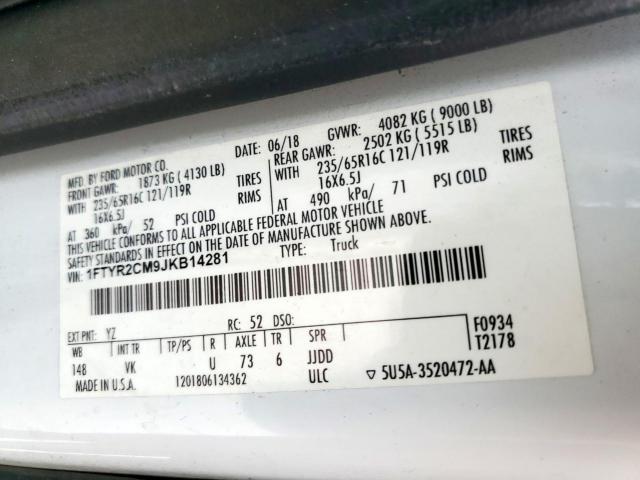 MFD. BY FORD MOTOR CO.
DATE: 06/18 GVWR: 4082 KG ( 9000 LB)
FRONT GAWR: 1873 KG ( 4130 LB) REAR GAWR: 2502 KG ( 5515 LB)
WITH 235/65R16C 121/119R TIRES WITH 235/65R16C 121/119R TIRES
16X6.5J RIMS 16X6.5J RIMS
AT 360 kPa/ 52 PSI COLD AT 490 kPa/ 71 PSI COLD
THIS VEHICLE CONFORMS TO ALL APPLICABLE FEDERAL MOTOR VEHICLE
SAFETY STANDARDS IN EFFECT ON THE DATE OF MANUFACTURE SHOWN ABOVE.
VIN: 1FTYR2CM9JKB14281 TYPE: Truck
EXT PNT: YZ RC: 52 DSO: F0934
WB INT TR TP/PS R AXLE TR SPR T2178
148 VK U 73 6 JJDD
MADE IN U.S.A. 1201806134362 ULC ▽ 5U5A-3520472-AA